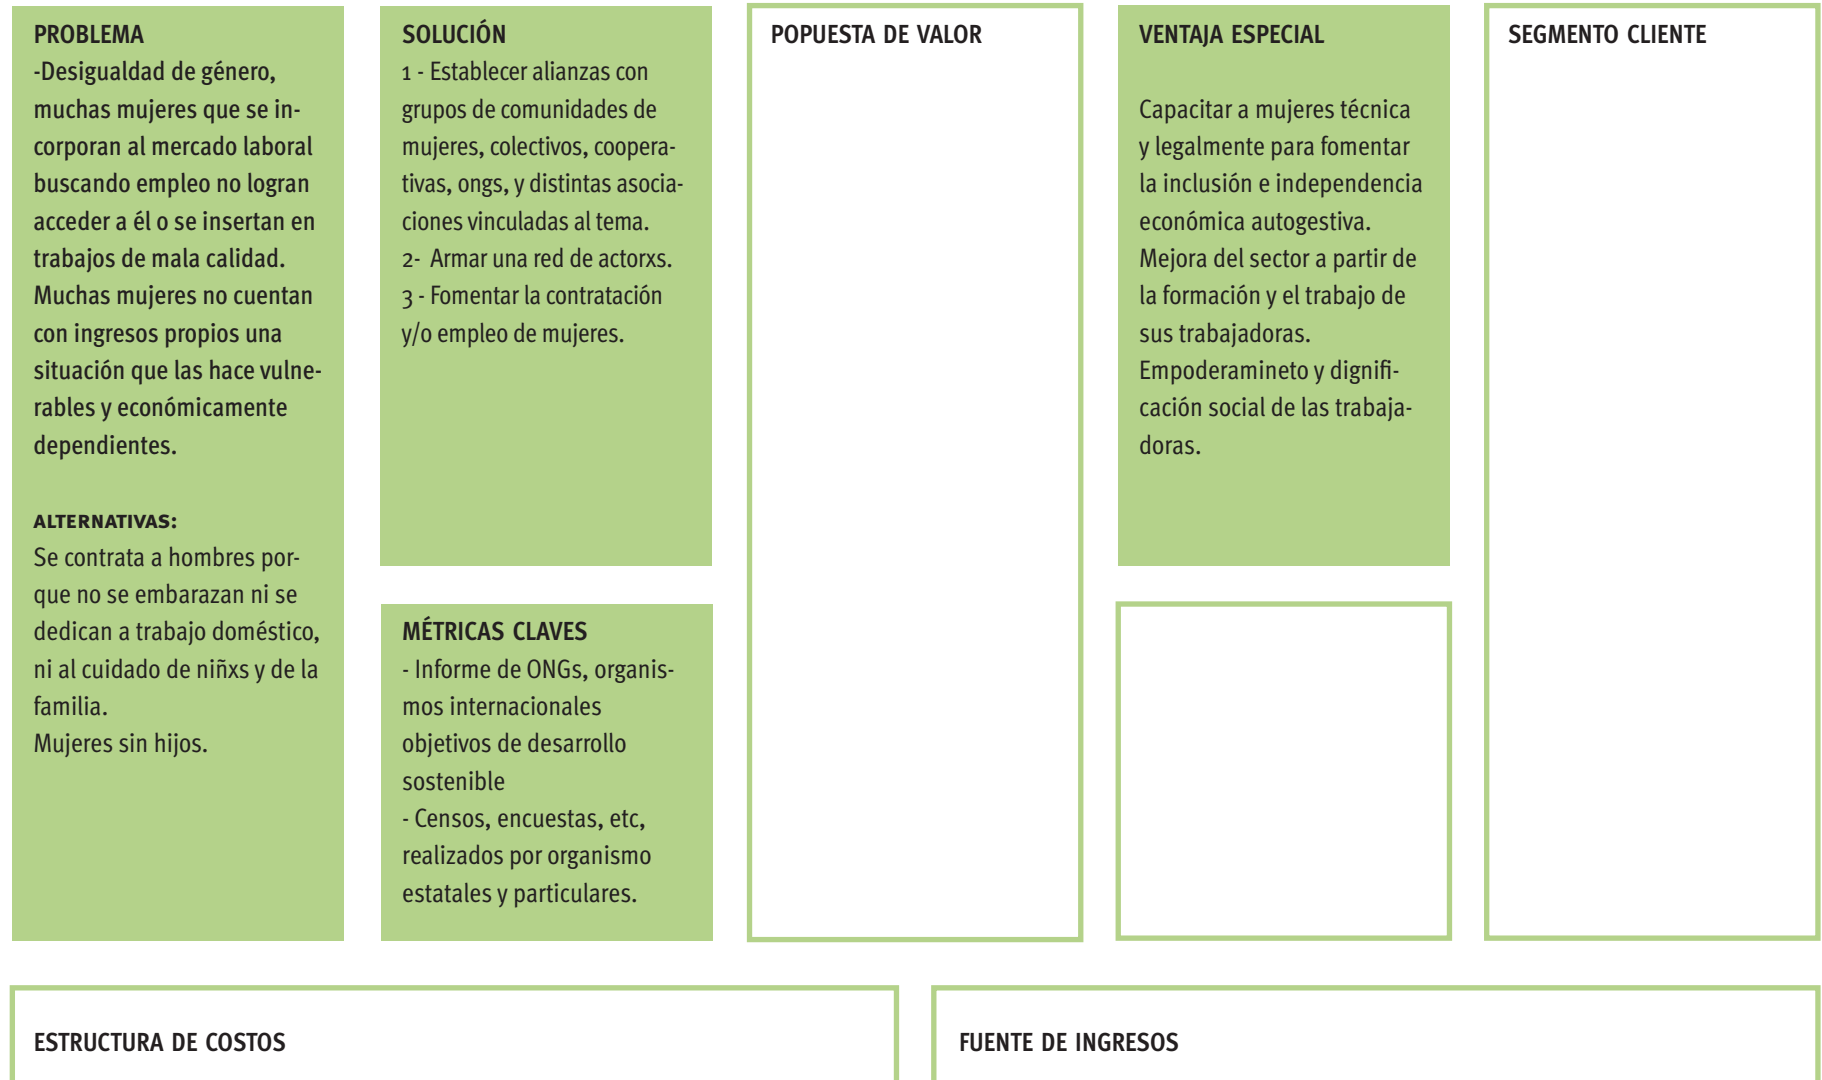 PROBLEMA
-Desigualdad de género,
muchas mujeres que se in-
corporan al mercado laboral
buscando empleo no logran
acceder a él o se insertan en
trabajos de mala calidad.
Muchas mujeres no cuentan
con ingresos propios una
situación que las hace vulne-
rables y económicamente
dependientes.
ALTERNATIVAS:
Se contrata a hombres por-
que no se embarazan ni se
dedican a trabajo doméstico,
ni al cuidado de niñxs y de la
familia.
Mujeres sin hijos.
SOLUCIÓN
1 - Establecer alianzas con
grupos de comunidades de
mujeres, colectivos, coopera-
tivas, ongs, y distintas asocia-
ciones vinculadas al tema.
2-  Armar una red de actorxs.
3 - Fomentar la contratación
y/o empleo de mujeres.
MÉTRICAS CLAVES
- Informe de ONGs, organis-
mos internacionales
objetivos de desarrollo
sostenible
- Censos, encuestas, etc,
realizados por organismo
estatales y particulares.
POPUESTA DE VALOR
VENTAJA ESPECIAL
Capacitar a mujeres técnica
y legalmente para fomentar
la inclusión e independencia
económica autogestiva.
Mejora del sector a partir de
la formación y el trabajo de
sus trabajadoras.
Empoderamineto y dignifi-
cación social de las trabaja-
doras.
SEGMENTO CLIENTE
ESTRUCTURA DE COSTOS
FUENTE DE INGRESOS